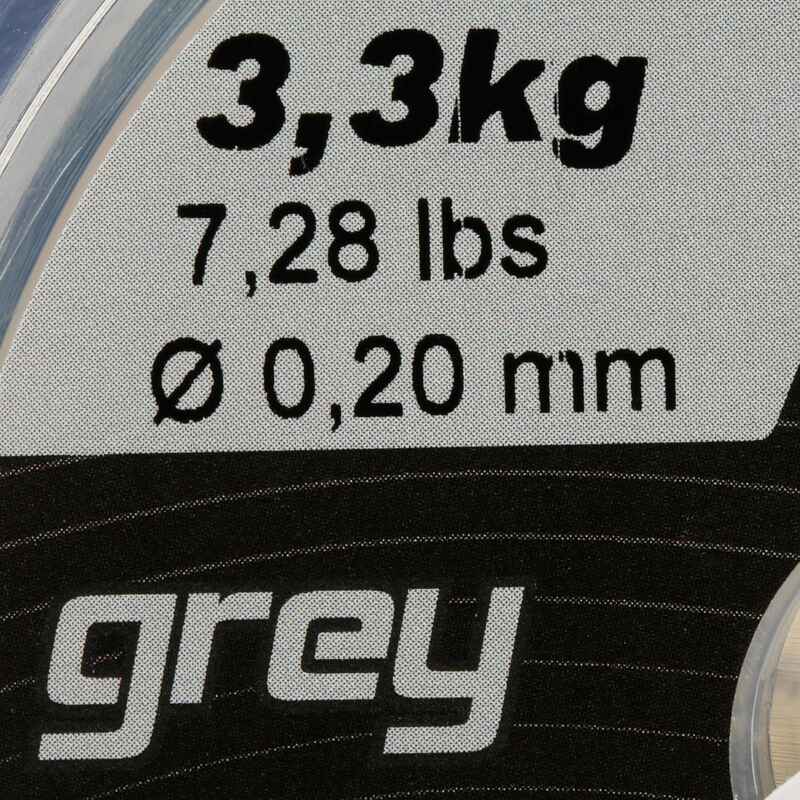 3,3kg
7,28 lbs
Ø 0,20 mm
grey